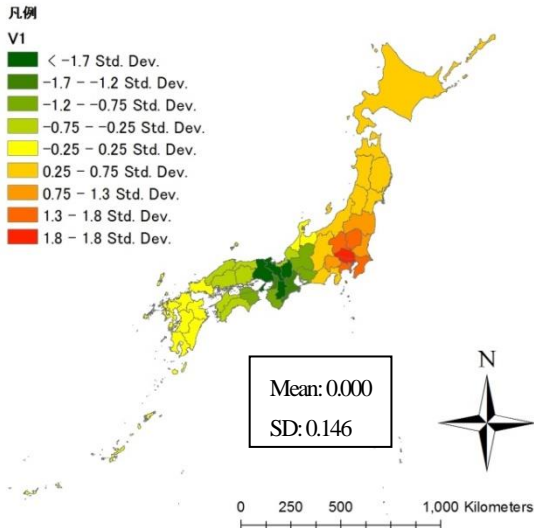 凡例
V1
< -1.7 Std. Dev.
-1.7 - -1.2 Std. Dev.
-1.2 - -0.75 Std. Dev.
-0.75 - -0.25 Std. Dev.
-0.25 - 0.25 Std. Dev.
0.25 - 0.75 Std. Dev.
0.75 - 1.3 Std. Dev.
1.3 - 1.8 Std. Dev.
1.8 - 1.8 Std. Dev.
Mean: 0.000
SD: 0.146
N
0 250 500 1,000 Kilometers